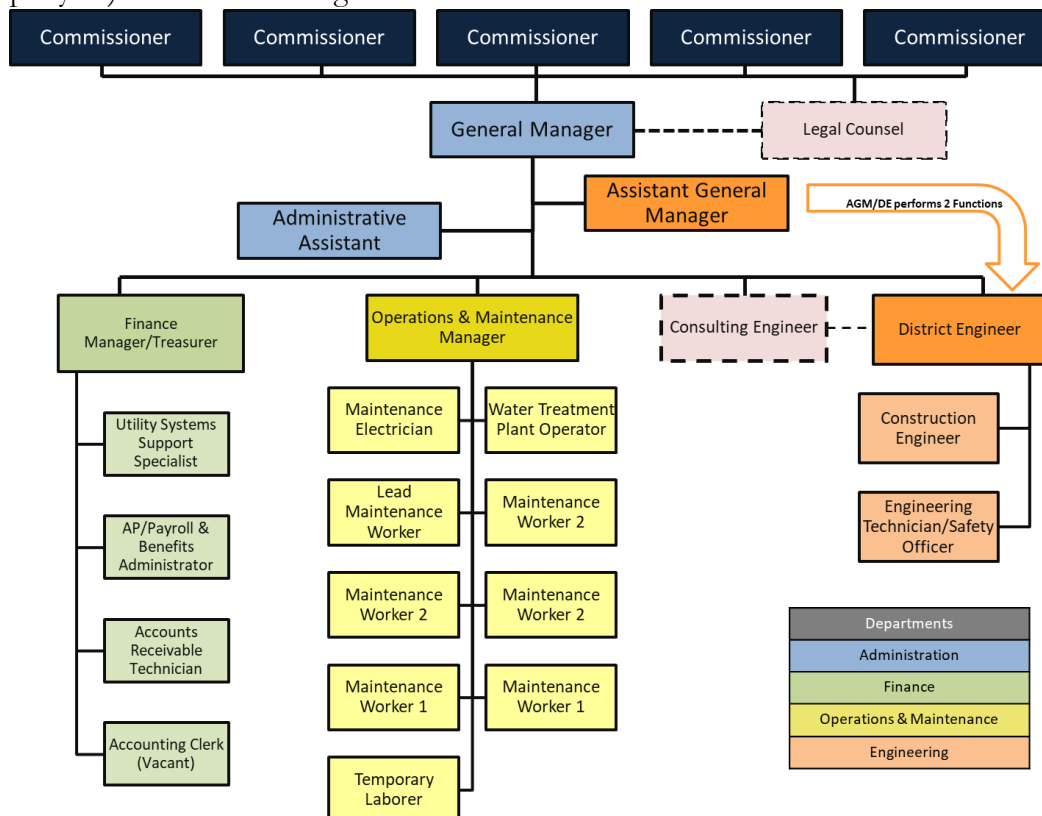 Commissioner
Commissioner
Commissioner
Commissioner
Commissioner
General Manager
Legal Counsel
Assistant General
Manager
AGM/DE performs 2 Functions
Administrative
Assistant
Finance
Manager/Treasurer
Operations & Maintenance
Manager
Consulting Engineer
District Engineer
Utility Systems
Support
Specialist
AP/Payroll &
Benefits
Administrator
Accounts
Receivable
Technician
Accounting Clerk
(Vacant)
Maintenance
Electrician
Water Treatment
Plant Operator
Lead
Maintenance
Worker
Maintenance
Worker 2
Maintenance
Worker 2
Maintenance
Worker 2
Maintenance
Worker 1
Maintenance
Worker 1
Temporary
Laborer
Construction
Engineer
Engineering
Technician/Safety
Officer
Departments
Administration
Finance
Operations & Maintenance
Engineering